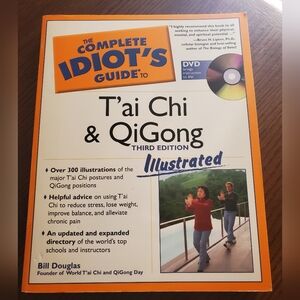 THE
COMPLETE
IDIOT'S
GUIDE TO
"I highly recommend this book to all
seeking to enhance their physical,
mental, and spiritual potential . . ."
—Bruce H. Lipton, Ph.D.,
cellular biologist and best-selling
author of The Biology of Belief
DVD
T'ai Chi
& QiGong
THIRD EDITION
Illustrated
• Over 300 illustrations of the
major T'ai Chi postures and
QiGong positions
• Helpful advice on using T'ai
Chi to reduce stress, lose
weight, improve balance, and
alleviate chronic pain
• An updated and expanded
directory of the world's top
schools and instructors
Bill Douglas
Founder of World T'ai Chi and QiGong Day